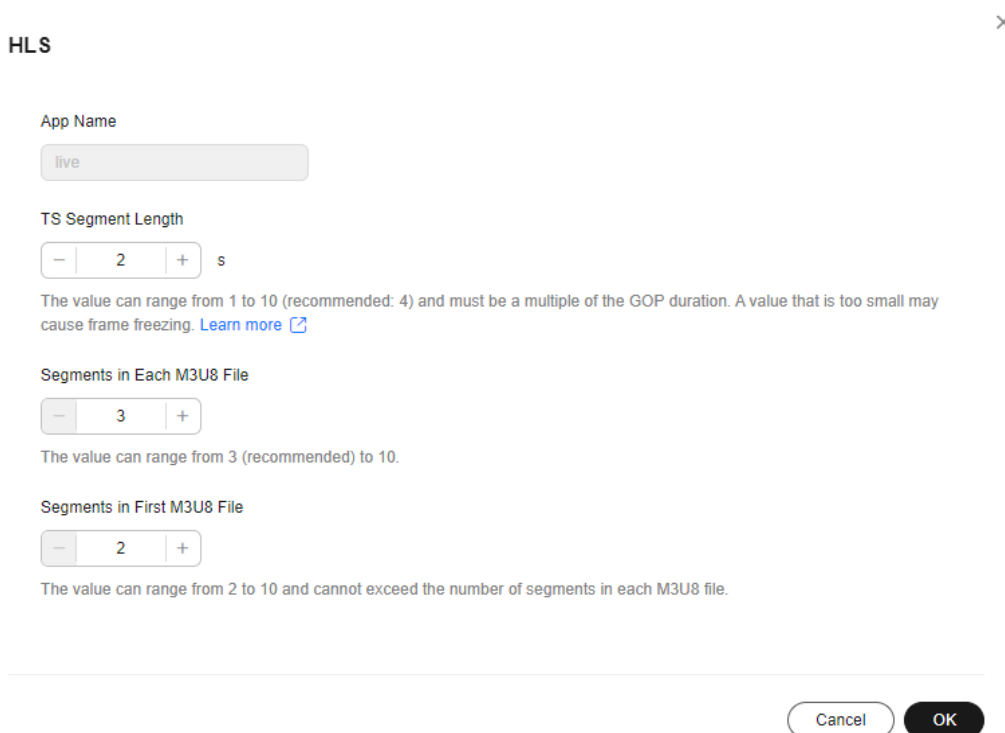 HLS
App Name
live
TS Segment Length
2 s
The value can range from 1 to 10 (recommended: 4) and must be a multiple of the GOP duration. A value that is too small may
cause frame freezing. Learn more
Segments in Each M3U8 File
3
The value can range from 3 (recommended) to 10.
Segments in First M3U8 File
2
The value can range from 2 to 10 and cannot exceed the number of segments in each M3U8 file.
Cancel OK